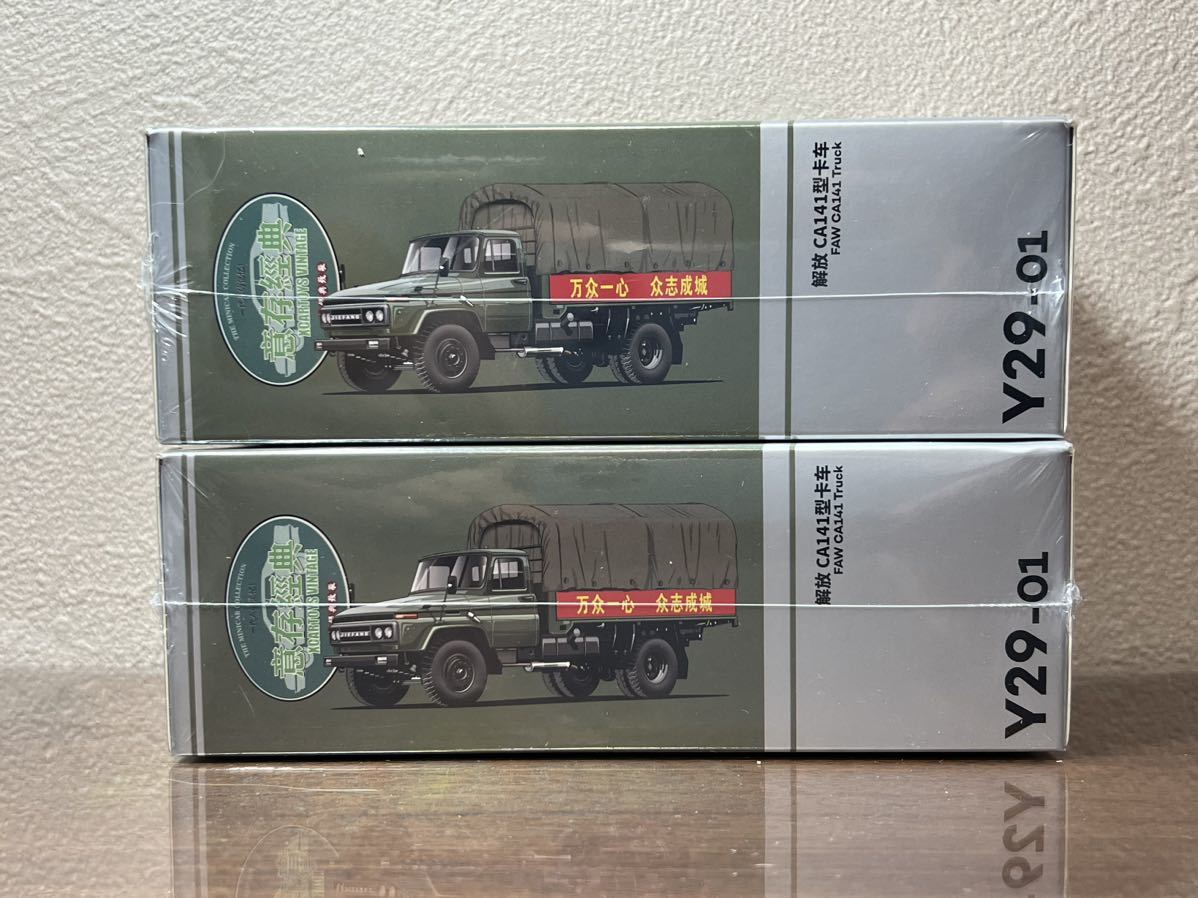 THE MINICAR COLLECTION
意存經典
XCARTOYS VINTAGE
JIEFANG
万众一心 众志成城
解放 CA141型卡车
FAW CA141 Truck
Y29-01
THE MINICAR COLLECTION
意存經典
XCARTOYS VINTAGE
JIEFANG
万众一心 众志成城
解放 CA141型卡车
FAW CA141 Truck
Y29-01